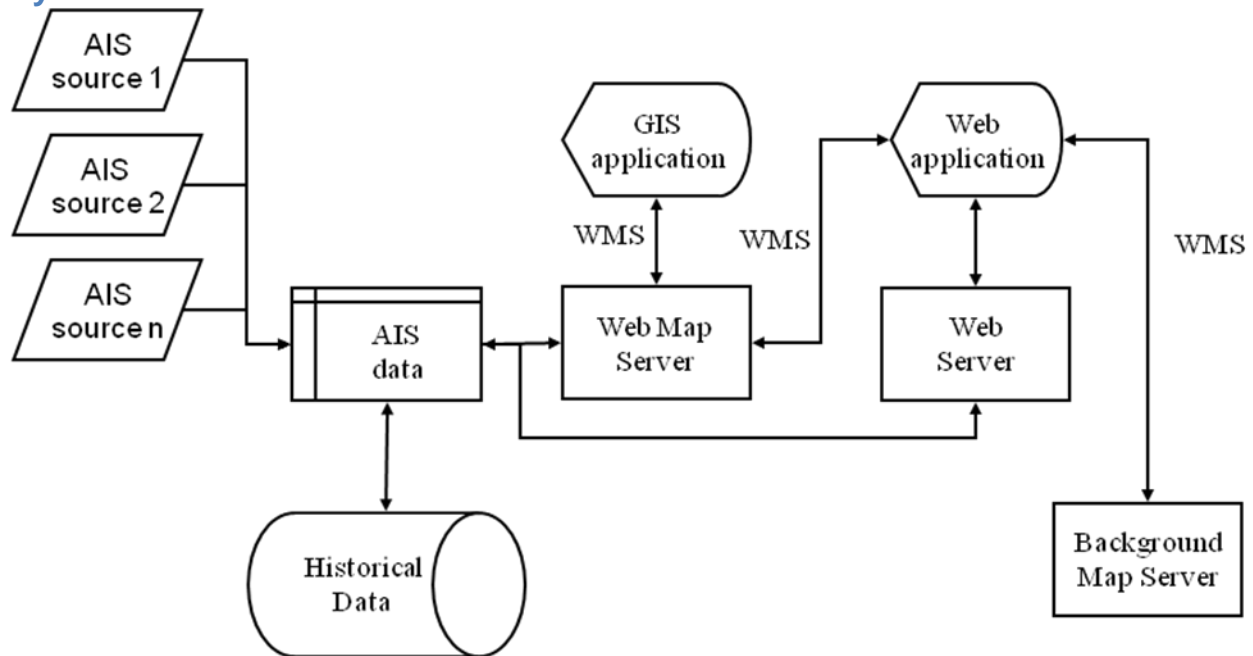 AIS
source 1
AIS
source 2
AIS
source n
GIS
application
Web
application
WMS
WMS
WMS
AIS
data
Web Map
Server
Web
Server
Historical
Data
Background
Map Server